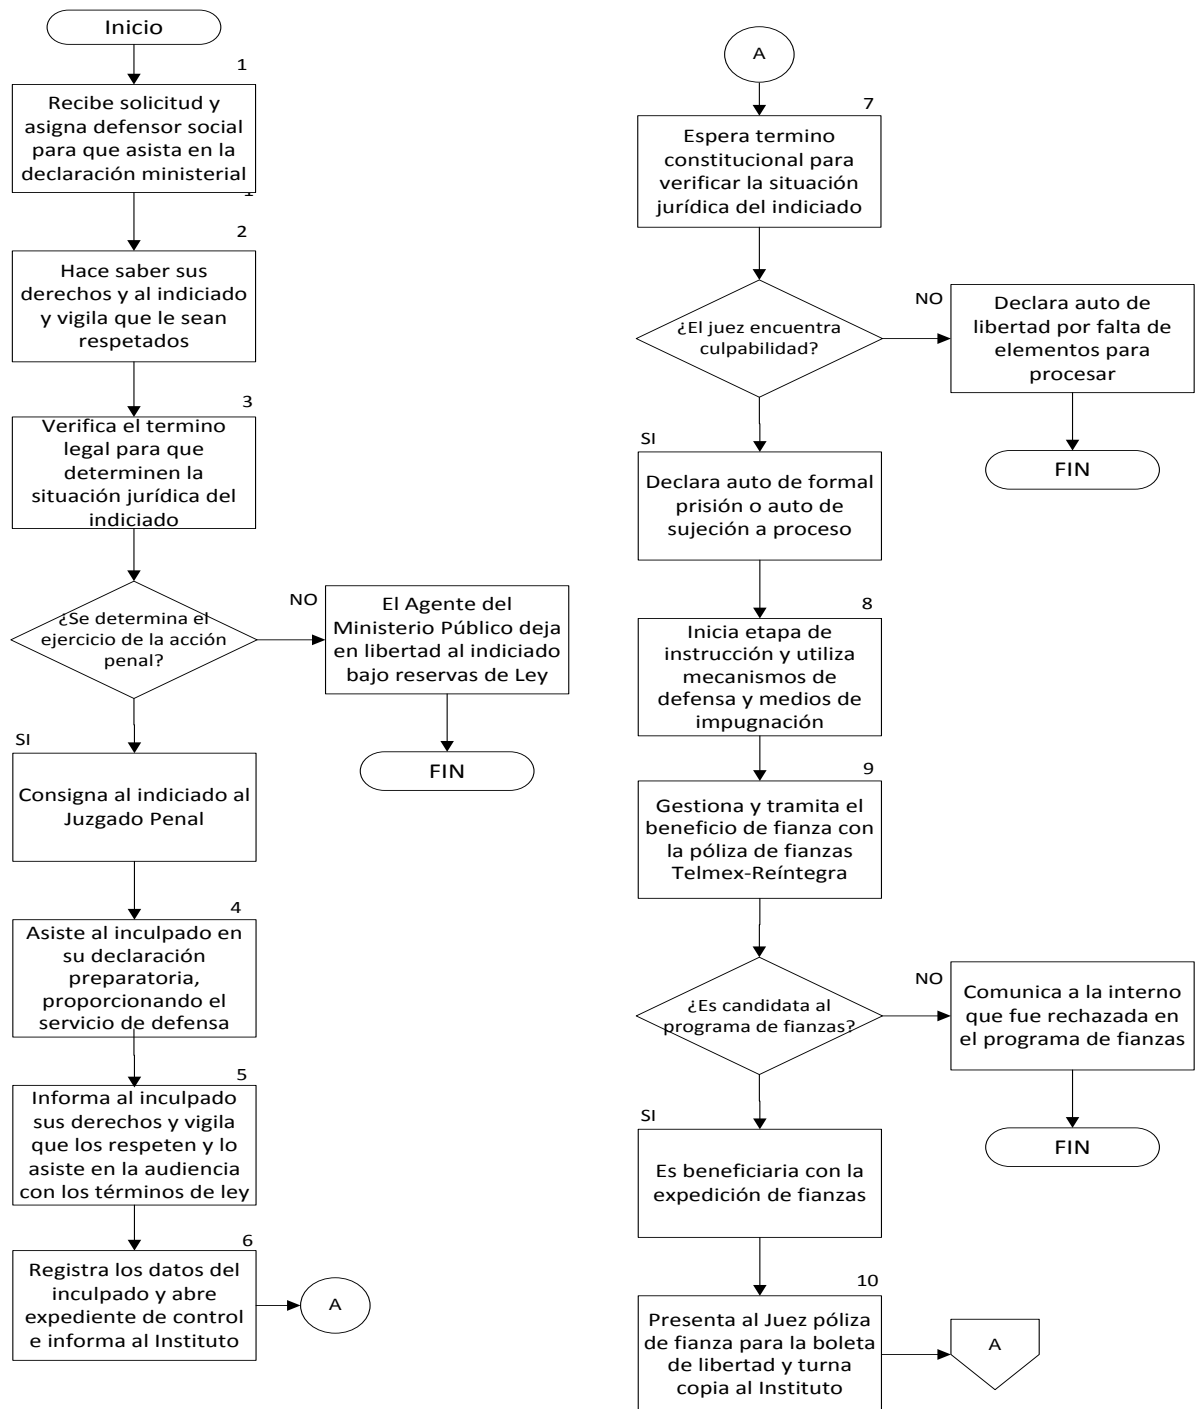 Inicio
1
Recibe solicitud y
asigna defensor social
para que asista en la
declaración ministerial
1
2
Hace saber sus
derechos y al indiciado
y vigila que le sean
respetados
3
Verifica el termino
legal para que
determinen la
situación jurídica del
indiciado
¿Se determina el
ejercicio de la acción
penal?
NO
El Agente del
Ministerio Público deja
en libertad al indiciado
bajo reservas de Ley
FIN
SI
Consigna al indiciado al
Juzgado Penal
4
Asiste al inculpado en
su declaración
preparatoria,
proporcionando el
servicio de defensa
5
Informa al inculpado
sus derechos y vigila
que los respeten y lo
asiste en la audiencia
con los términos de ley
6
Registra los datos del
inculpado y abre
expediente de control
e informa al Instituto
A
A
7
Espera termino
constitucional para
verificar la situación
jurídica del indiciado
¿El juez encuentra
culpabilidad?
NO
Declara auto de
libertad por falta de
elementos para
procesar
FIN
SI
Declara auto de formal
prisión o auto de
sujeción a proceso
8
Inicia etapa de
instrucción y utiliza
mecanismos de
defensa y medios de
impugnación
9
Gestiona y tramita el
beneficio de fianza con
la póliza de fianzas
Telmex-Reíntegra
¿Es candidata al
programa de fianzas?
NO
Comunica a la interno
que fue rechazada en
el programa de fianzas
FIN
SI
Es beneficiaria con la
expedición de fianzas
10
Presenta al Juez póliza
de fianza para la boleta
de libertad y turna
copia al Instituto
A